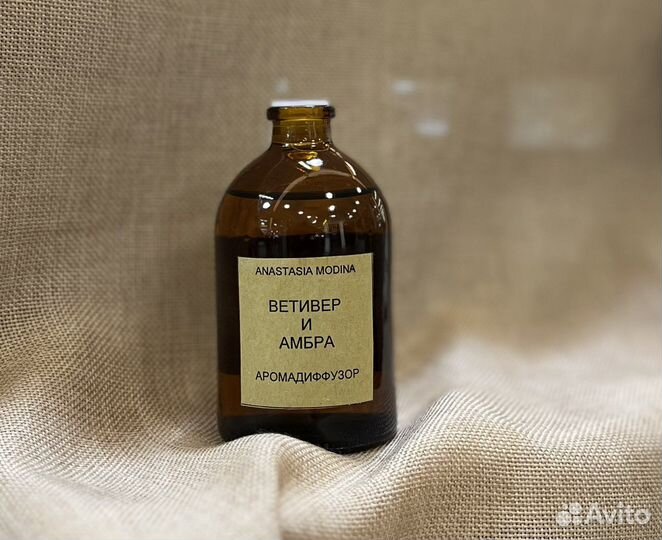 ANASTASIA MODINA
ВЕТИВЕР
И
АМБРА
АРОМАДИФФУЗОР
Avito